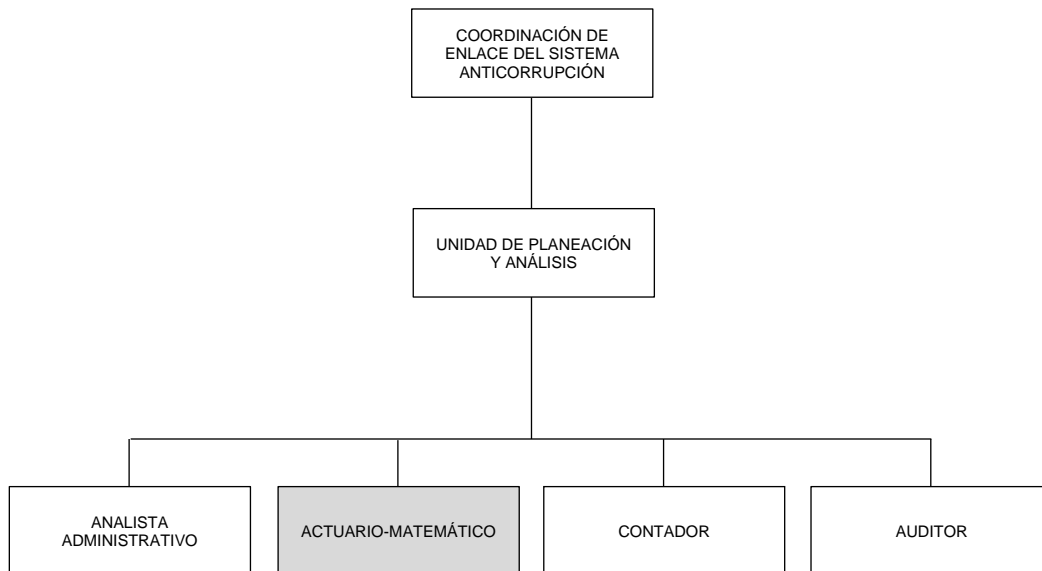 COORDINACIÓN DE
ENLACE DEL SISTEMA
ANTICORRUPCIÓN
UNIDAD DE PLANEACIÓN
Y ANÁLISIS
ANALISTA
ADMINISTRATIVO
ACTUARIO-MATEMÁTICO
CONTADOR
AUDITOR